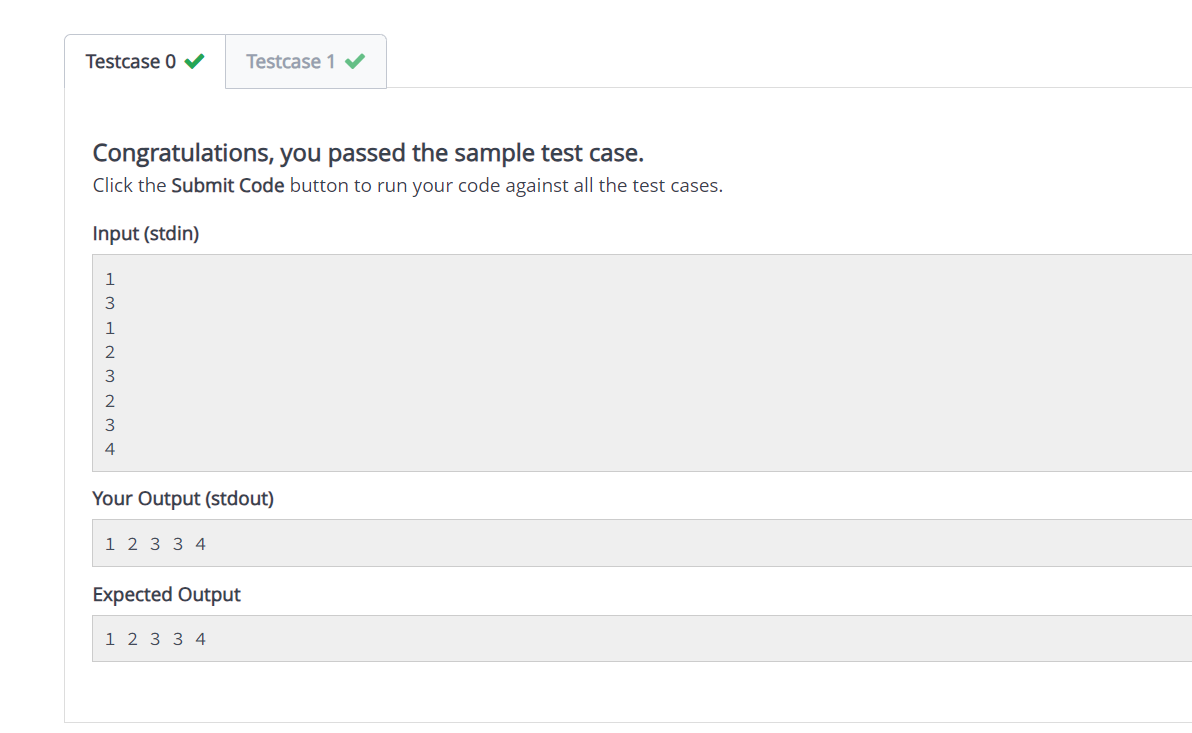 Testcase 0 Testcase 1
Congratulations, you passed the sample test case.
Click the Submit Code button to run your code against all the test cases.
Input (stdin)
1
3
1
2
3
2
3
4
Your Output (stdout)
1 2 3 3 4
Expected Output
1 2 3 3 4